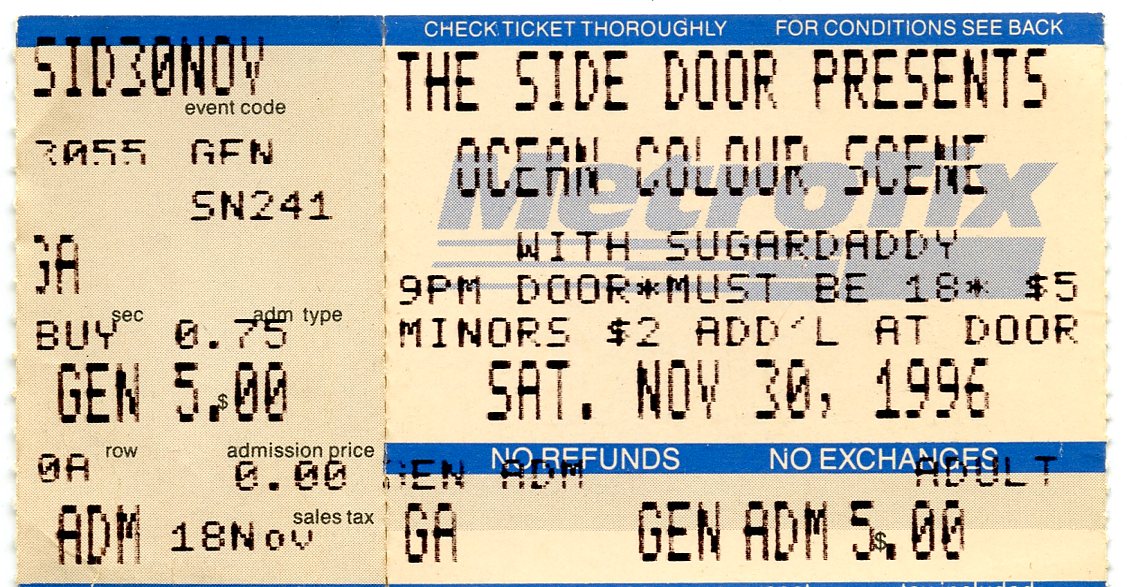 SID30NOV
event code
3055 GEN
SN241
GA
sec adm type
BUY 0.75
GEN 5.00
$
row admission price
0A 0.00
sales tax
ADM 18Nov
CHECK TICKET THOROUGHLY FOR CONDITIONS SEE BACK
THE SIDE DOOR PRESENTS
OCEAN COLOUR SCENE
Metrotix
WITH SUGARDADDY
9PM DOOR*MUST BE 18* $5
MINORS $2 ADD'L AT DOOR
SAT. NOV 30, 1996
NO REFUNDS NO EXCHANGES
GEN ADM ADULT
GA GEN ADM 5.00
$